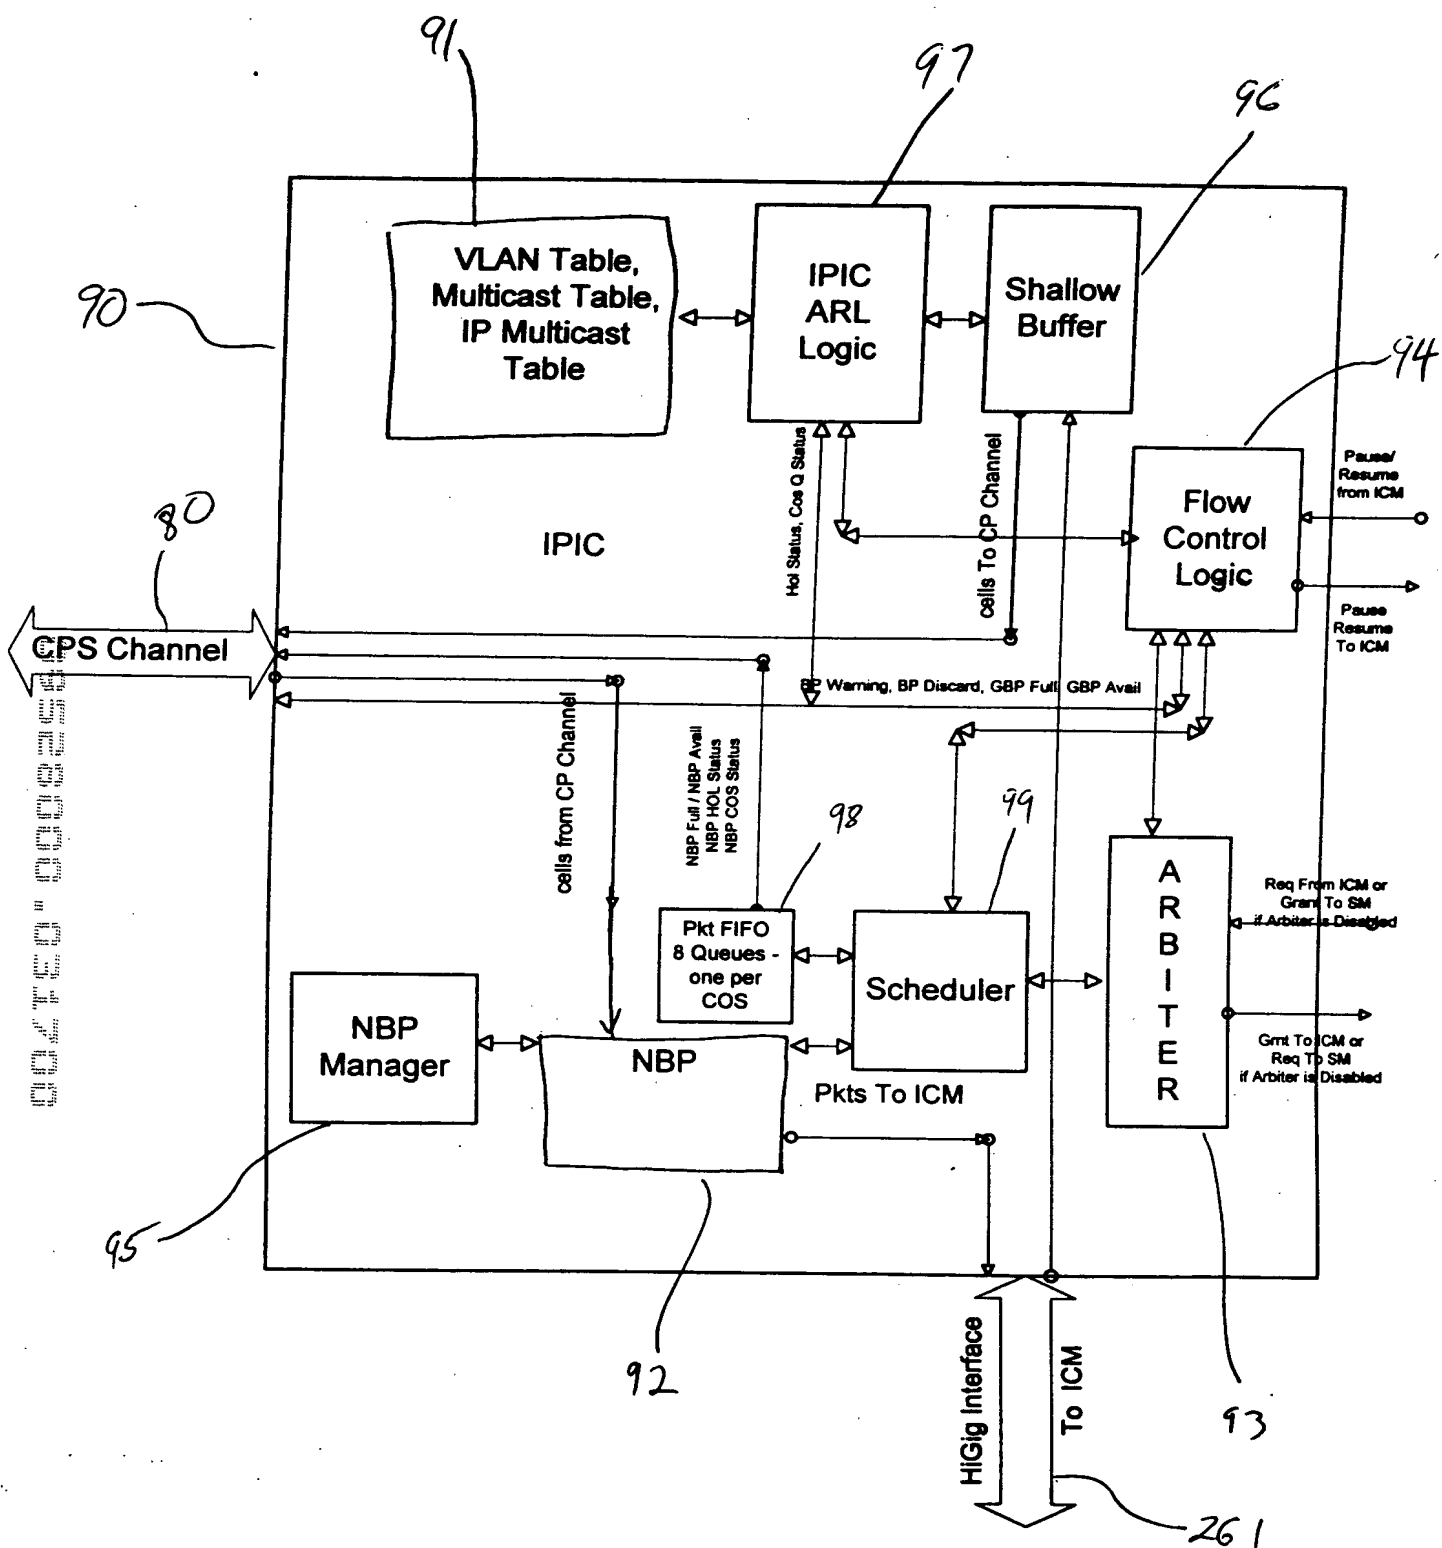 91
97
96
VLAN Table,
Multicast Table,
IP Multicast
Table
IPIC
ARL
Logic
Shallow
Buffer
90
94
Hol Status, Cos Q Status
cells To CP Channel
Pause/
Resume
from ICM
Flow
Control
Logic
IPIC
80
Pause
Resume
To ICM
CPS Channel
BP Warning, BP Discard, GBP Full, GBP Avail
cells from CP Channel
NBP Full / NBP Avail
NBP HOL Status
NBP COS Status
98
99
ARBITER
Req From ICM or
Grant To SM
if Arbiter is Disabled
Pkt FIFO
8 Queues -
one per
COS
Scheduler
NBP
Manager
NBP
Grnt To ICM or
Req To SM
if Arbiter is Disabled
Pkts To ICM
95
92
93
HiGig Interface
To ICM
261